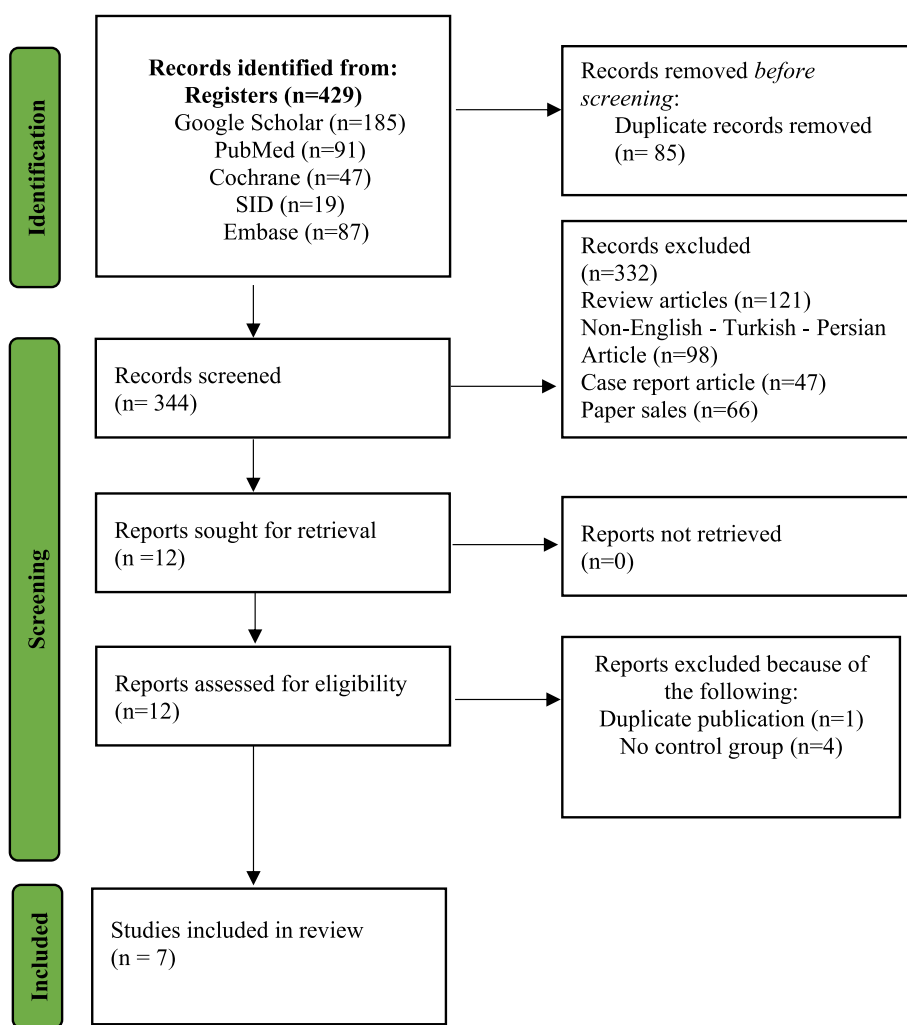 Identification
Records identified from:
Registers (n=429)
Google Scholar (n=185)
PubMed (n=91)
Cochrane (n=47)
SID (n=19)
Embase (n=87)
Records removed before
screening:
Duplicate records removed
(n= 85)
Screening
Records screened
(n= 344)
Records excluded
(n=332)
Review articles (n=121)
Non-English - Turkish - Persian
Article (n=98)
Case report article (n=47)
Paper sales (n=66)
Reports sought for retrieval
(n =12)
Reports not retrieved
(n=0)
Reports assessed for eligibility
(n=12)
Reports excluded because of
the following:
Duplicate publication (n=1)
No control group (n=4)
Included
Studies included in review
(n = 7)